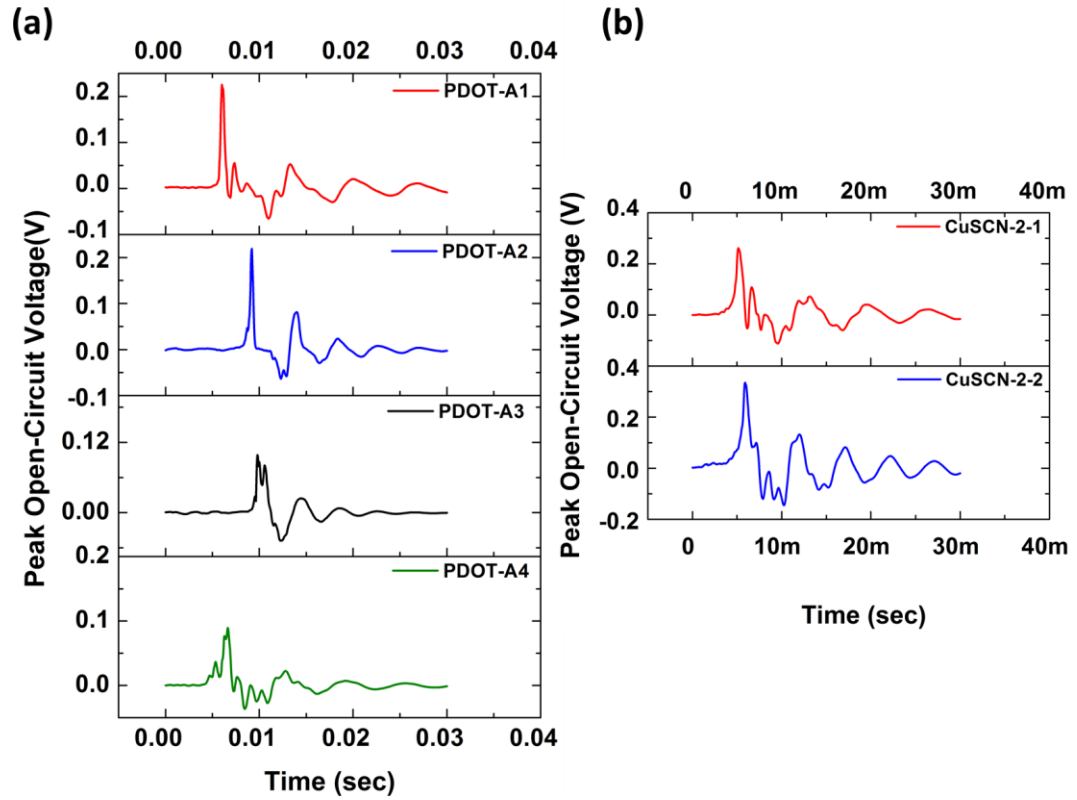 (a)
0.00 0.01 0.02 0.03 0.04
Peak Open-Circuit Voltage(V)
0.2
0.1
0.0
-0.1
PDOT-A1
0.2
0.1
0.0
-0.1
PDOT-A2
0.12
0.00
PDOT-A3
0.2
0.1
0.0
PDOT-A4
0.00 0.01 0.02 0.03 0.04
Time (sec)
(b)
0 10m 20m 30m 40m
Peak Open-Circuit Voltage (V)
0.4
0.2
0.0
CuSCN-2-1
0.4
0.2
0.0
-0.2
CuSCN-2-2
0 10m 20m 30m 40m
Time (sec)